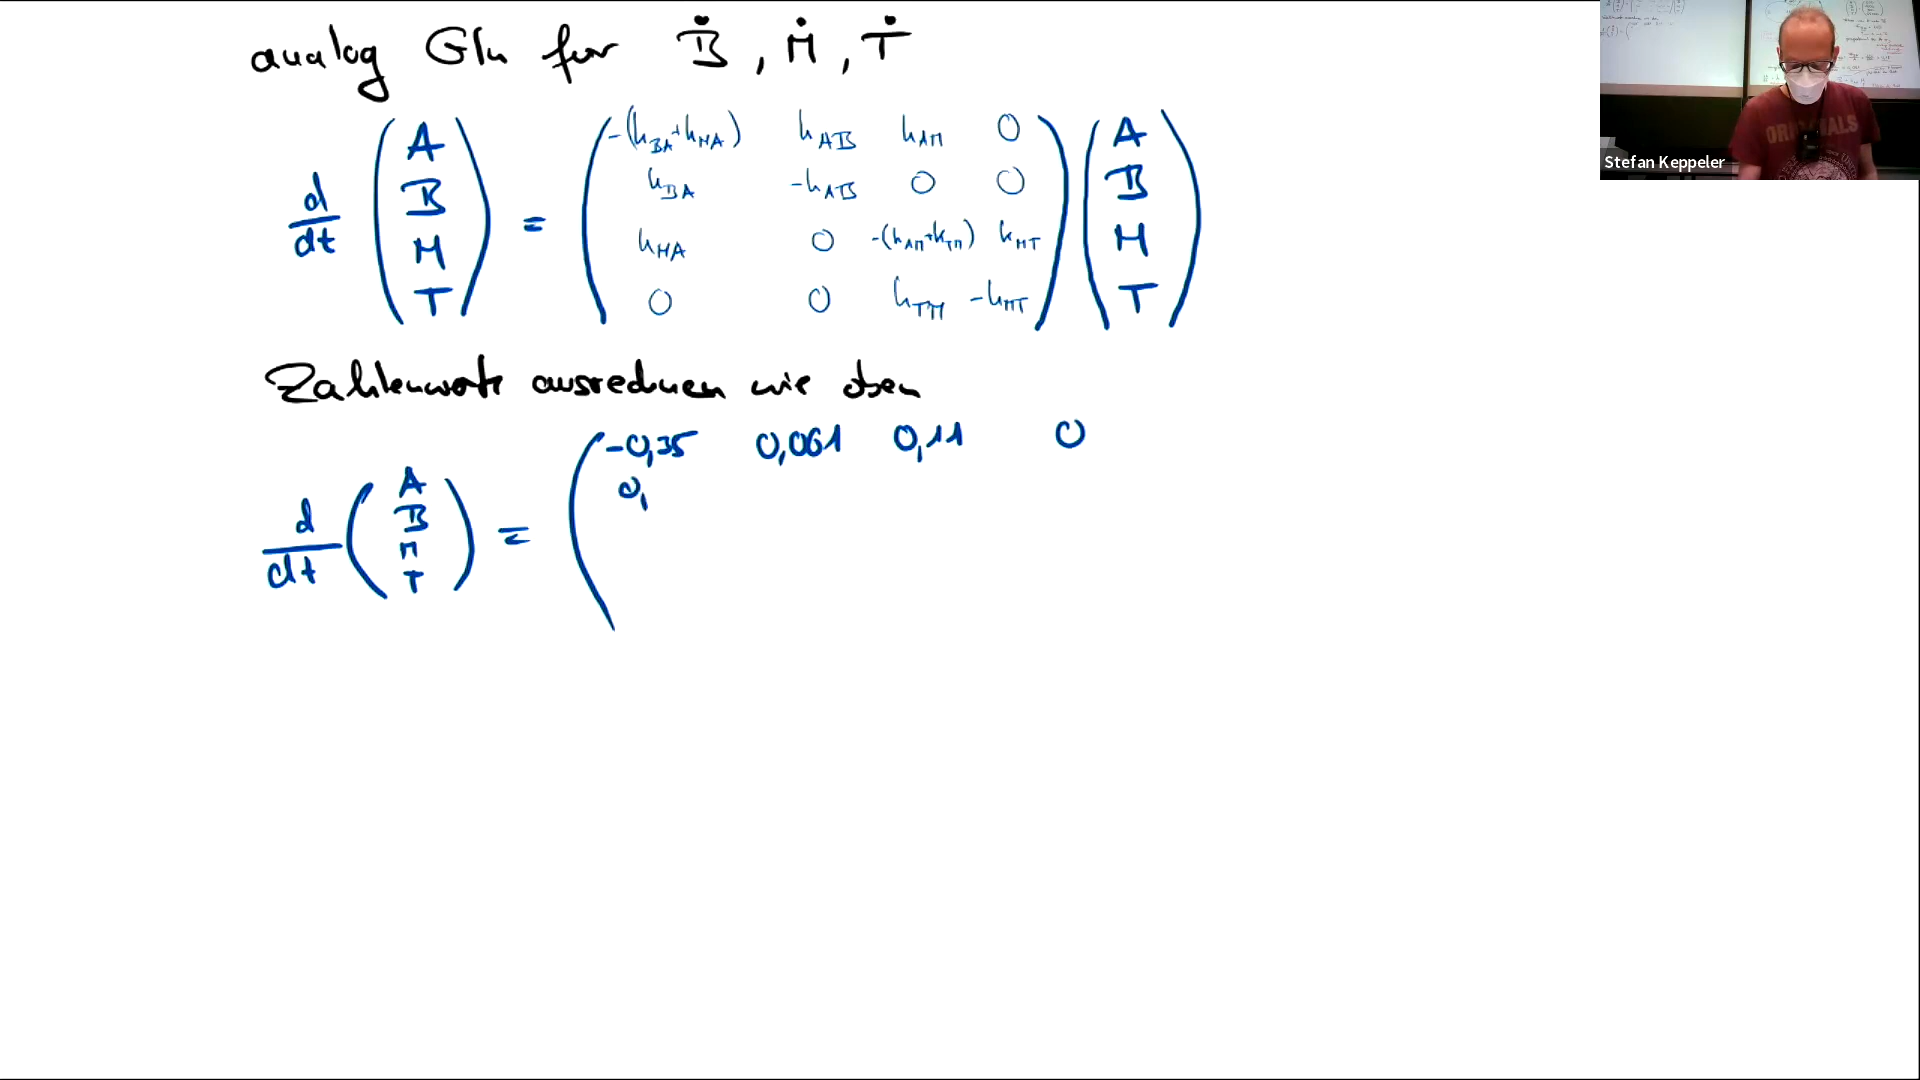 analog Gln für Ḃ, Ṁ, Ṫ
d/dt (A B M T) = ( -(k_BA + k_MA) k_AB k_AM 0
k_BA -k_AB 0 0
k_MA 0 -(k_AM + k_TM) k_MT
0 0 k_TM -k_MT ) (A B M T)
Zahlenwerte ausrechnen wie oben
d/dt (A B M T) = ( -0,35 0,061 0,11 0
0,
Stefan Keppeler
ORIGINALS